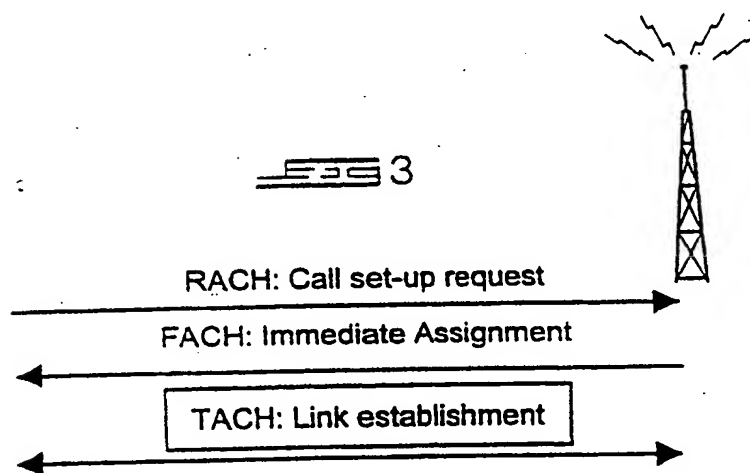 3
RACH: Call set-up request
FACH: Immediate Assignment
TACH: Link establishment